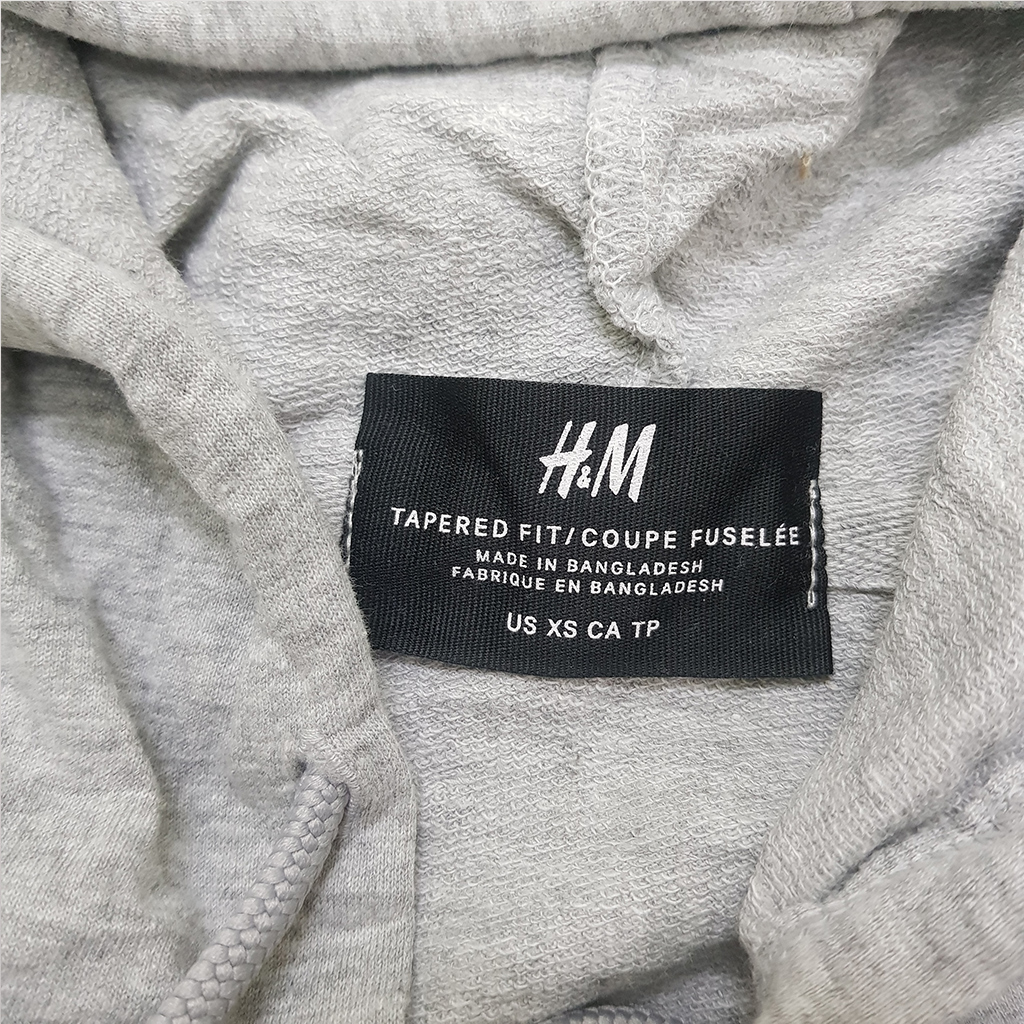 H&M
TAPERED FIT/COUPE FUSELÉE
MADE IN BANGLADESH
FABRIQUE EN BANGLADESH
US XS CA TP